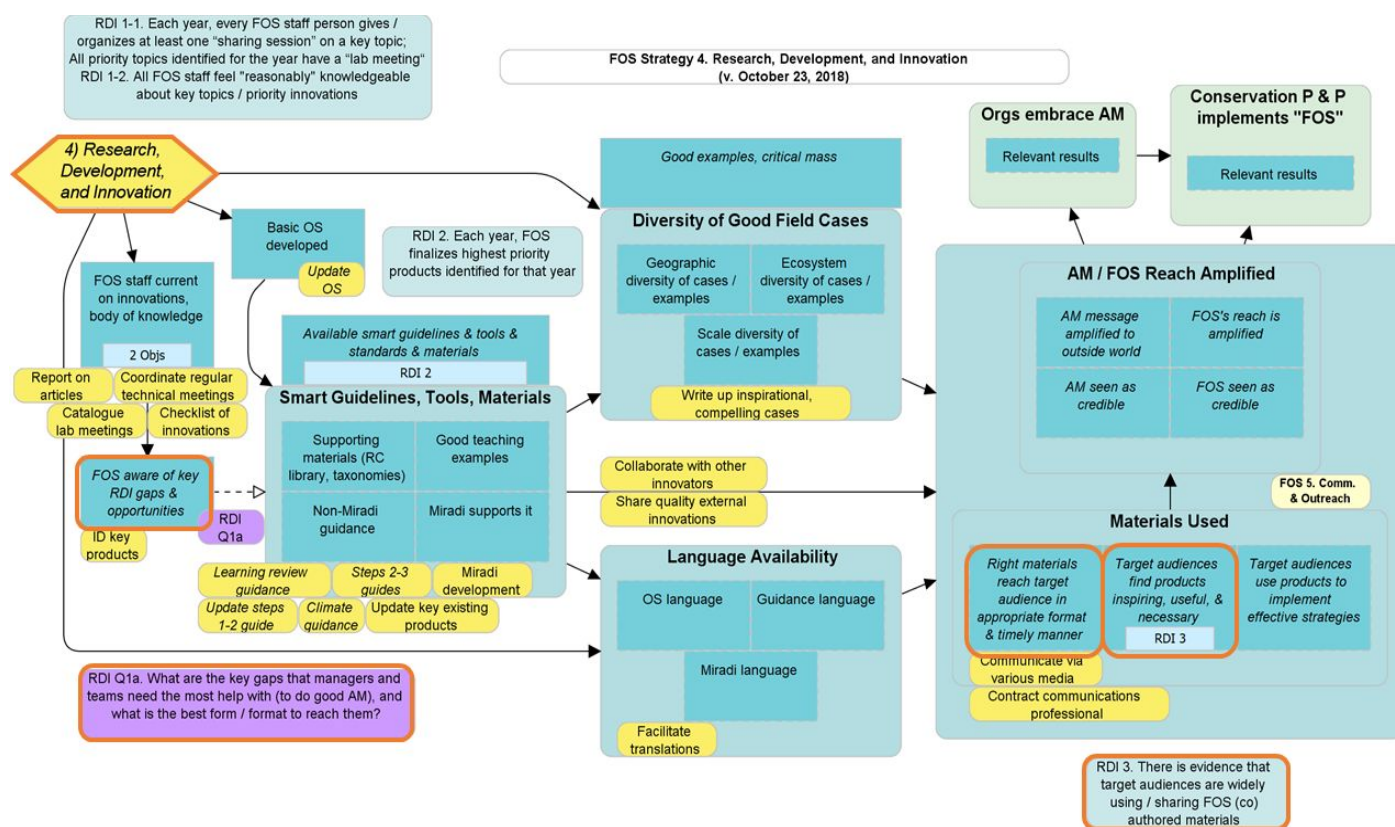 RDI 1-1. Each year, every FOS staff person gives /
organizes at least one “sharing session” on a key topic;
All priority topics identified for the year have a “lab meeting“
RDI 1-2. All FOS staff feel "reasonably" knowledgeable
about key topics / priority innovations
FOS Strategy 4. Research, Development, and Innovation
(v. October 23, 2018)
4) Research,
Development,
and Innovation
Basic OS
developed
Update
OS
RDI 2. Each year, FOS
finalizes highest priority
products identified for that year
FOS staff current
on innovations,
body of knowledge
2 Objs
Report on
articles
Coordinate regular
technical meetings
Catalogue
lab meetings
Checklist of
innovations
FOS aware of key
RDI gaps &
opportunities
ID key
products
RDI
Q1a
Available smart guidelines & tools &
standards & materials
RDI 2
Smart Guidelines, Tools, Materials
Supporting
materials (RC
library, taxonomies)
Good teaching
examples
Non-Miradi
guidance
Miradi supports it
Learning review
guidance
Steps 2-3
guides
Miradi
development
Update steps
1-2 guide
Climate
guidance
Update key existing
products
RDI Q1a. What are the key gaps that managers and
teams need the most help with (to do good AM), and
what is the best form / format to reach them?
Good examples, critical mass
Diversity of Good Field Cases
Geographic
diversity of cases /
examples
Ecosystem
diversity of cases /
examples
Scale diversity of
cases / examples
Write up inspirational,
compelling cases
Collaborate with other
innovators
Share quality external
innovations
Language Availability
OS language
Guidance language
Miradi language
Facilitate
translations
Orgs embrace AM
Relevant results
Conservation P & P
implements "FOS"
Relevant results
AM / FOS Reach Amplified
AM message
amplified to
outside world
FOS's reach is
amplified
AM seen as
credible
FOS seen as
credible
FOS 5. Comm.
& Outreach
Materials Used
Right materials
reach target
audience in
appropriate format
& timely manner
Target audiences
find products
inspiring, useful, &
necessary
RDI 3
Target audiences
use products to
implement
effective strategies
Communicate via
various media
Contract communications
professional
RDI 3. There is evidence that
target audiences are widely
using / sharing FOS (co)
authored materials